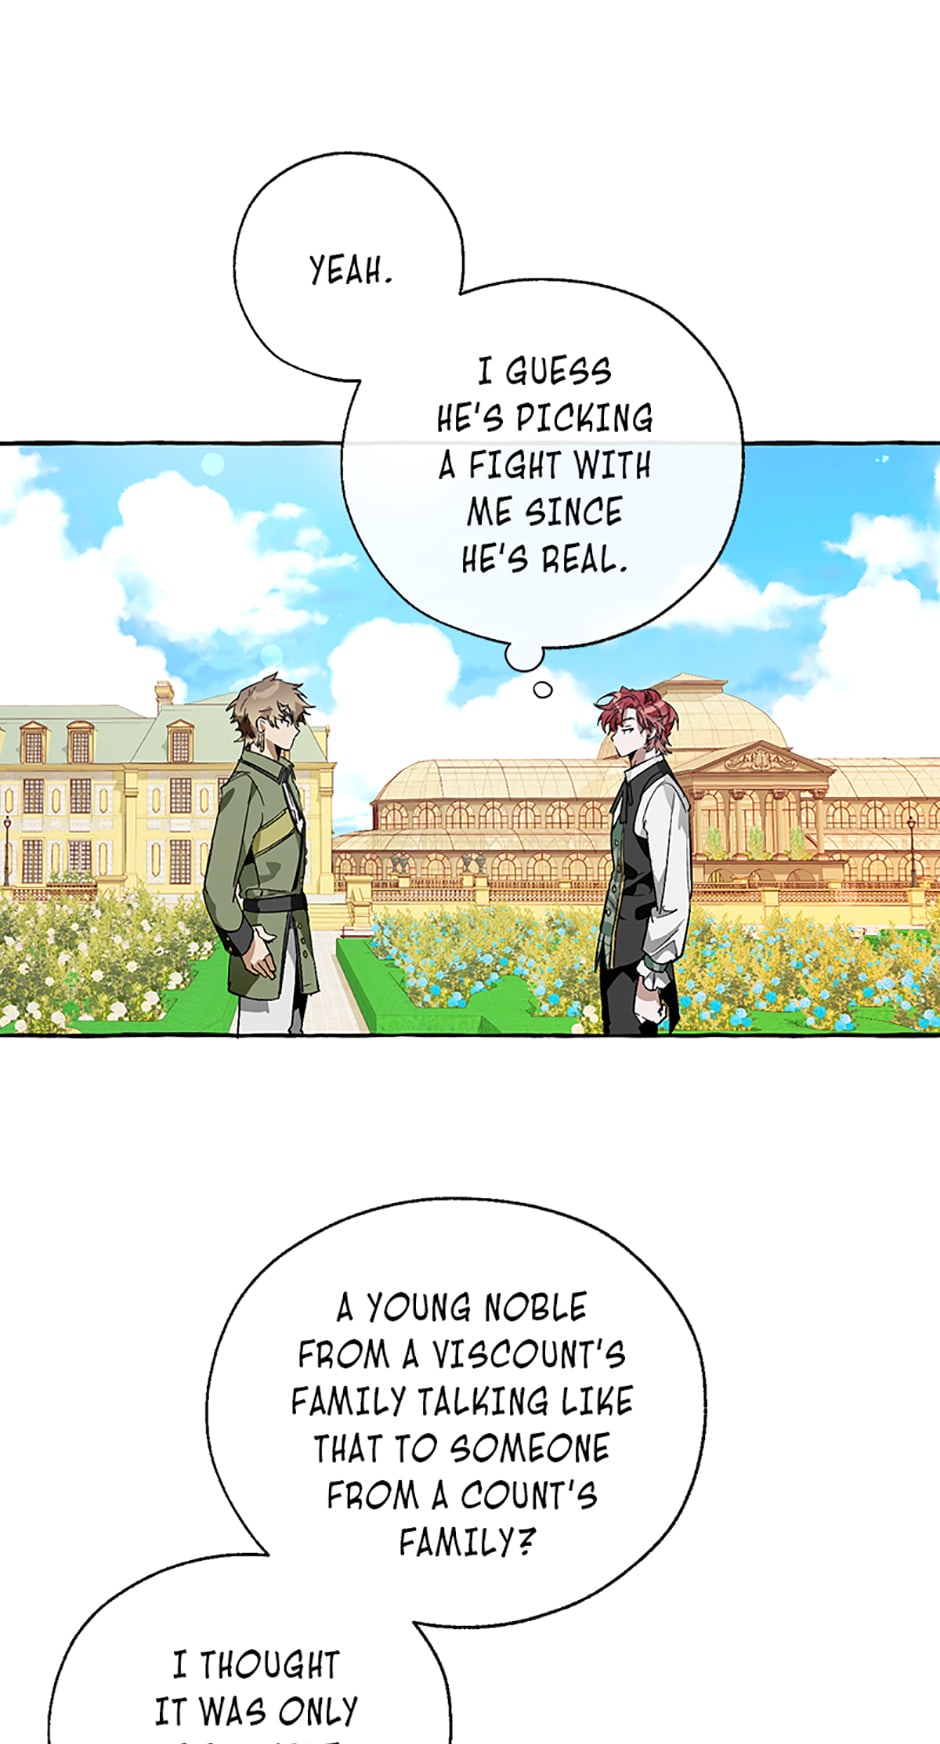 YEAH.
I GUESS
HE'S PICKING
A FIGHT WITH
ME SINCE
HE'S REAL.
A YOUNG NOBLE
FROM A VISCOUNT'S
FAMILY TALKING LIKE
THAT TO SOMEONE
FROM A COUNT'S
FAMILY?
I THOUGHT
IT WAS ONLY